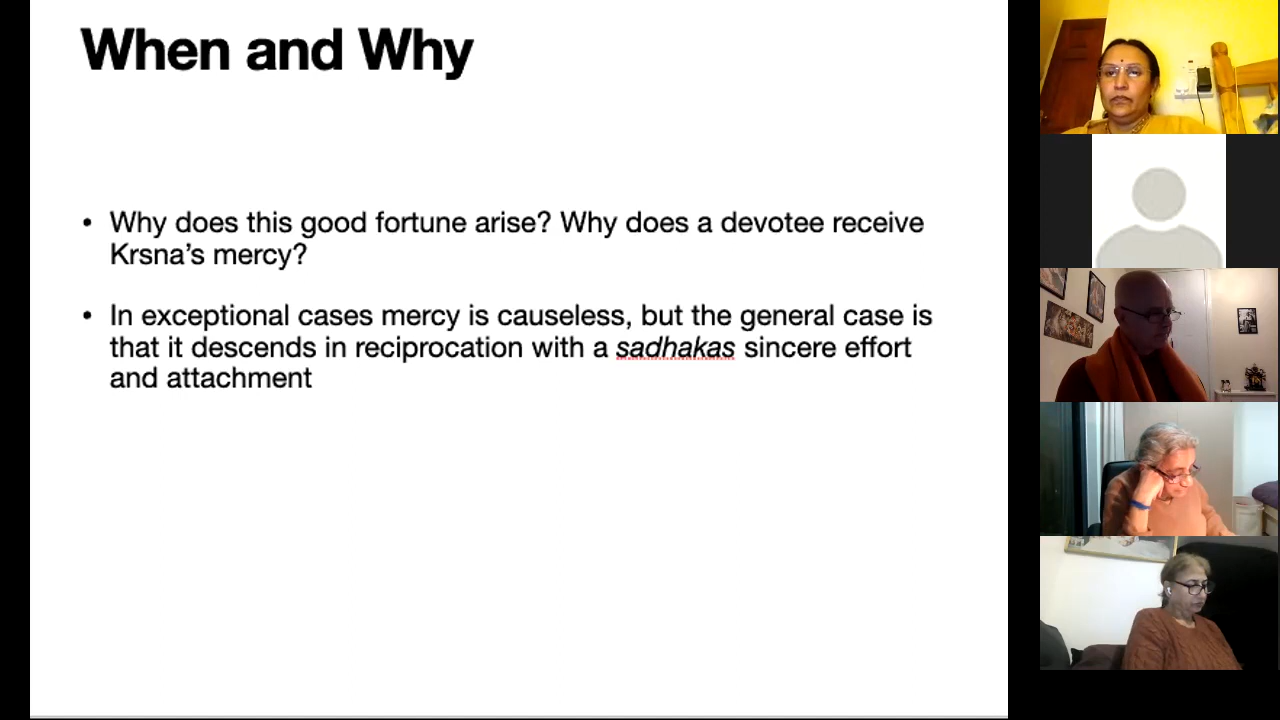 When and Why
• Why does this good fortune arise? Why does a devotee receive
Krsna’s mercy?
• In exceptional cases mercy is causeless, but the general case is
that it descends in reciprocation with a sadhakas sincere effort
and attachment